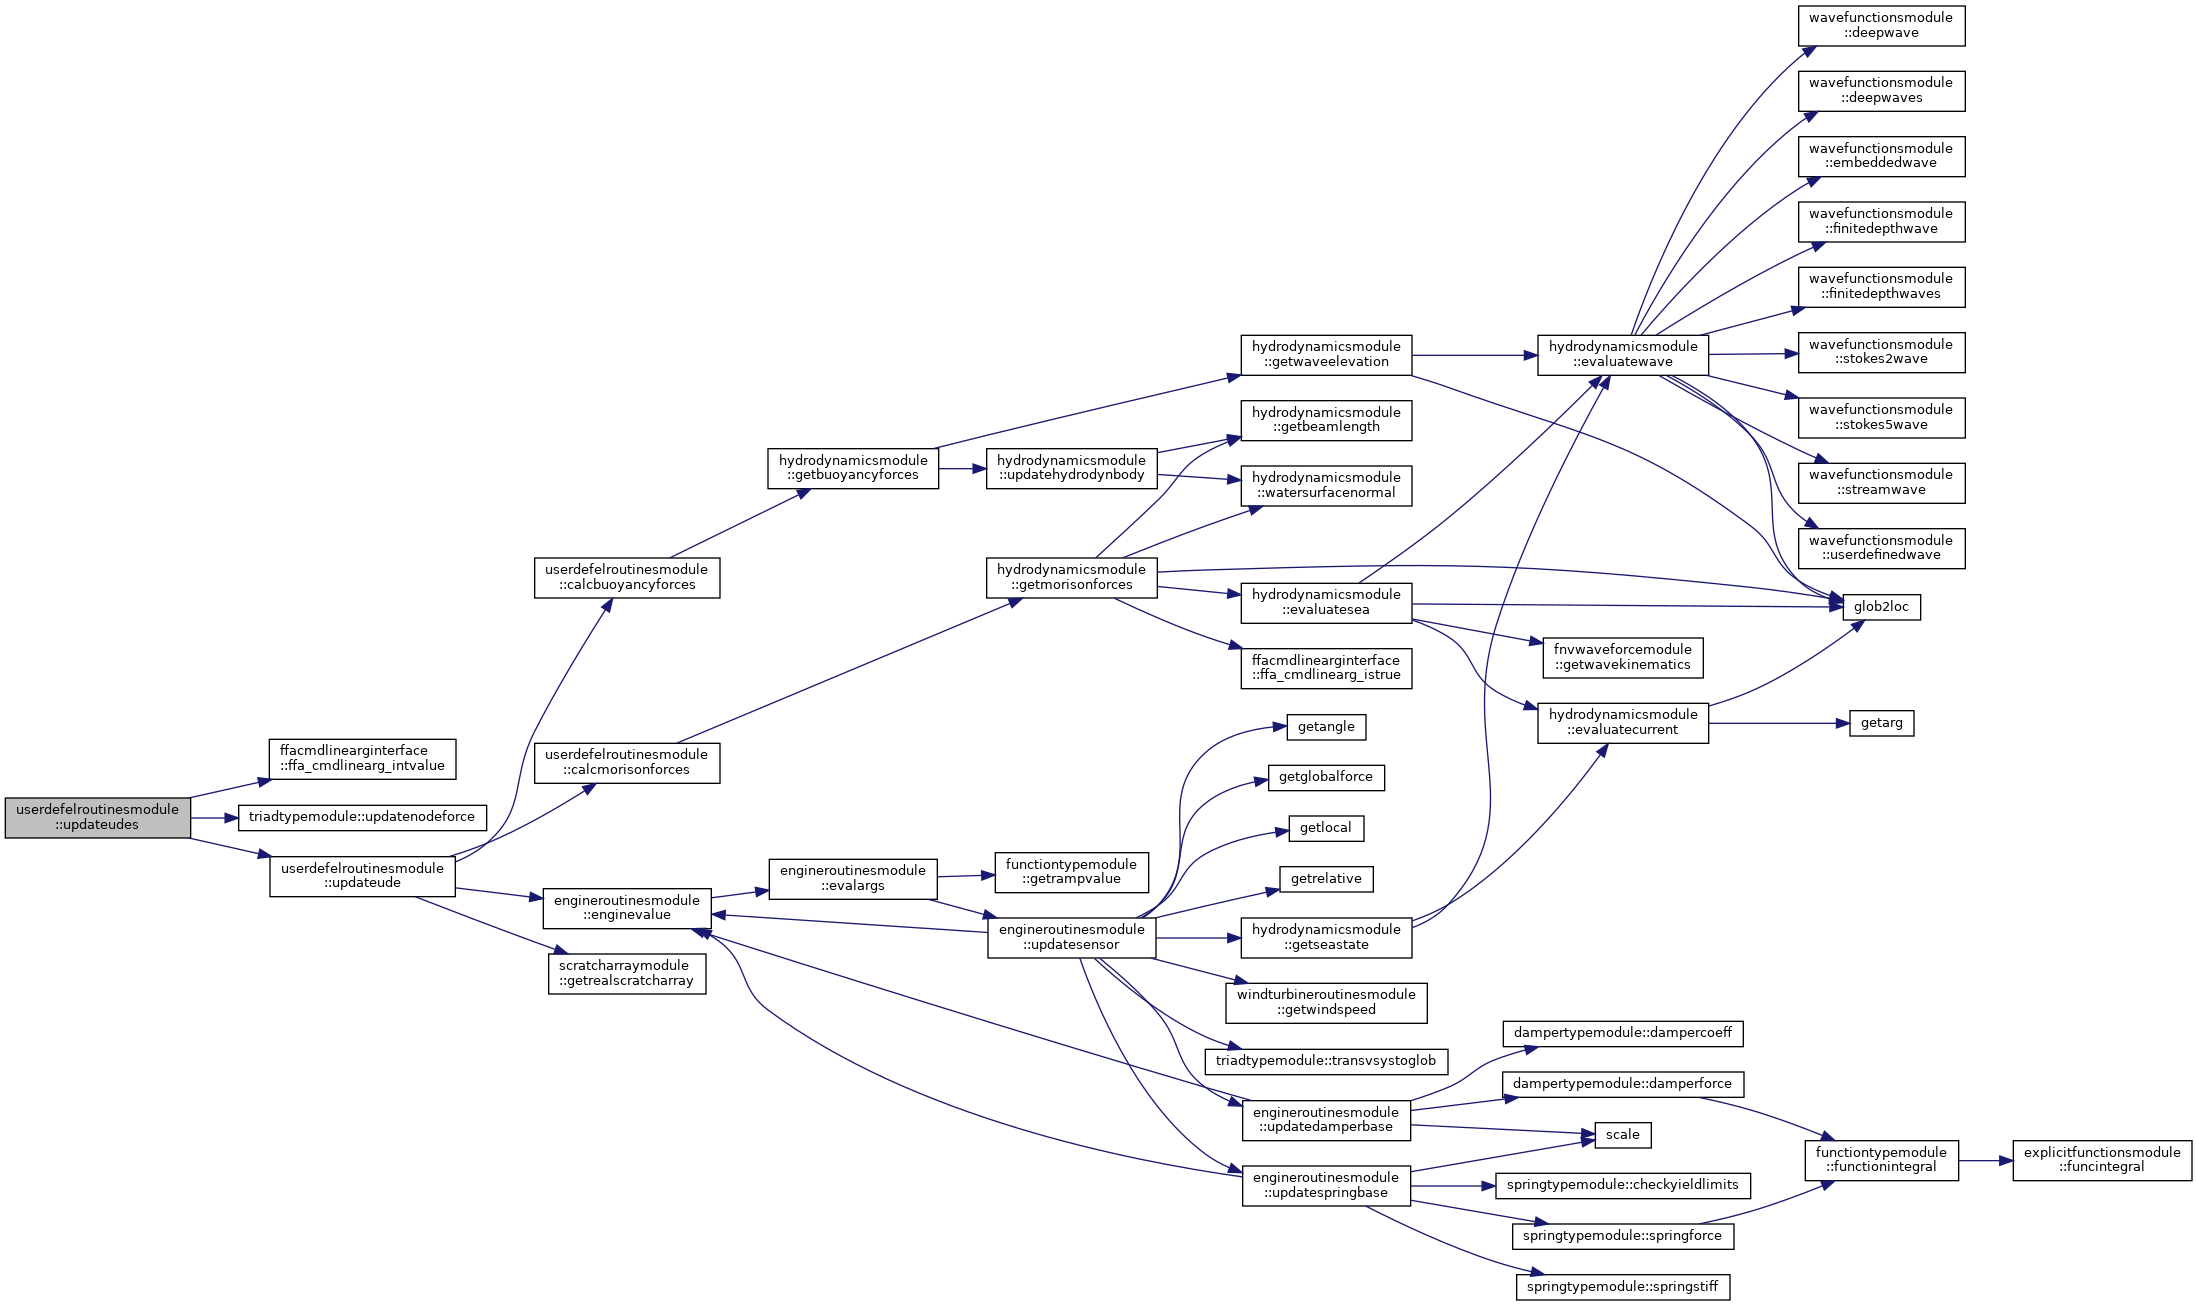 userdefelroutinesmodule
::updateudes
ffacmdlinearginterface
::ffa_cmdlinearg_intvalue
triadtypemodule::updatenodeforce
userdefelroutinesmodule
::updateude
userdefelroutinesmodule
::calcbuoyancyforces
userdefelroutinesmodule
::calcmorisonforces
engineroutinesmodule
::enginevalue
scratcharraymodule
::getrealscratcharray
hydrodynamicsmodule
::getbuoyancyforces
engineroutinesmodule
::evalargs
hydrodynamicsmodule
::updatehydrodynbody
hydrodynamicsmodule
::getmorisonforces
functiontypemodule
::getrampvalue
engineroutinesmodule
::updatesensor
hydrodynamicsmodule
::getwaveelevation
hydrodynamicsmodule
::getbeamlength
hydrodynamicsmodule
::watersurfacenormal
hydrodynamicsmodule
::evaluatesea
ffacmdlinearginterface
::ffa_cmdlinearg_istrue
getangle
getglobalforce
getlocal
getrelative
hydrodynamicsmodule
::getseastate
windturbineroutinesmodule
::getwindspeed
triadtypemodule::transvsystoglob
engineroutinesmodule
::updatedamperbase
engineroutinesmodule
::updatespringbase
hydrodynamicsmodule
::evaluatewave
fnvwaveforcemodule
::getwavekinematics
hydrodynamicsmodule
::evaluatecurrent
dampertypemodule::dampercoeff
dampertypemodule::damperforce
scale
springtypemodule::checkyieldlimits
springtypemodule::springforce
springtypemodule::springstiff
wavefunctionsmodule
::deepwave
wavefunctionsmodule
::deepwaves
wavefunctionsmodule
::embeddedwave
wavefunctionsmodule
::finitedepthwave
wavefunctionsmodule
::finitedepthwaves
wavefunctionsmodule
::stokes2wave
wavefunctionsmodule
::stokes5wave
wavefunctionsmodule
::streamwave
wavefunctionsmodule
::userdefinedwave
glob2loc
getarg
functiontypemodule
::functionintegral
explicitfunctionsmodule
::funcintegral